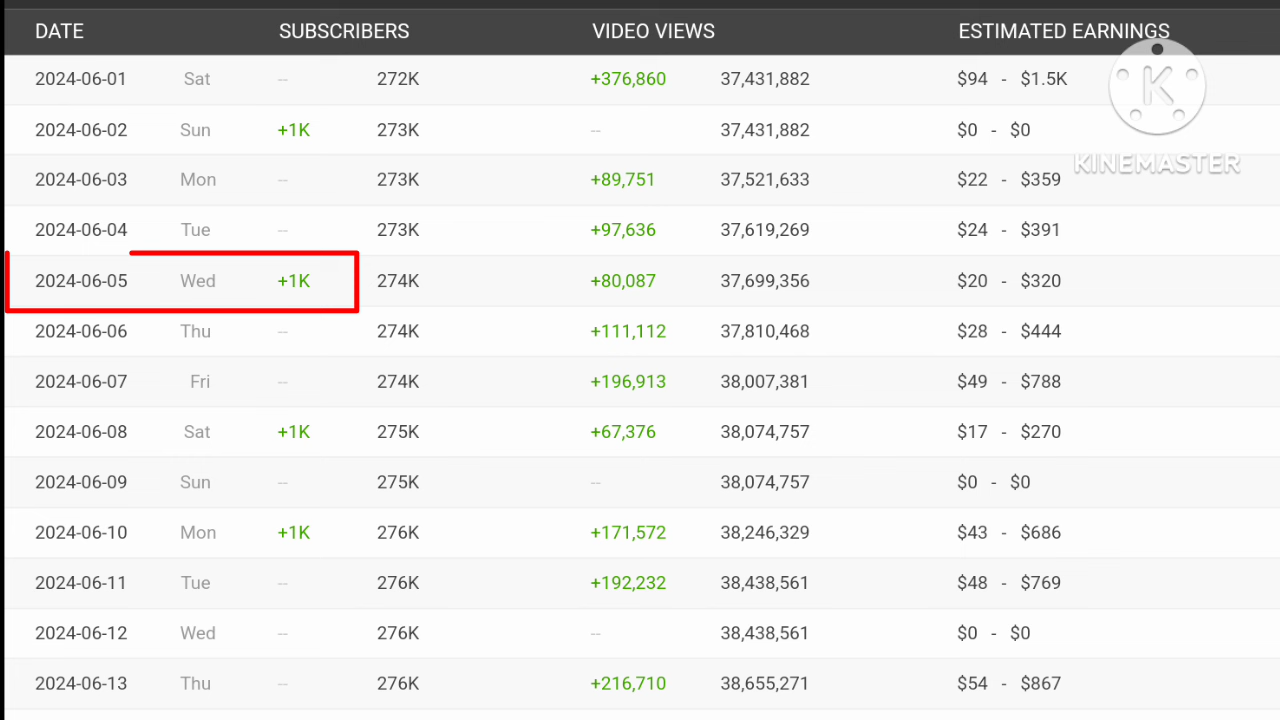 DATE SUBSCRIBERS VIDEO VIEWS ESTIMATED EARNINGS
2024-06-01 Sat -- 272K +376,860 37,431,882 $94 - $1.5K
K
2024-06-02 Sun +1K 273K -- 37,431,882 $0 - $0
KINEMASTER
2024-06-03 Mon -- 273K +89,751 37,521,633 $22 - $359
2024-06-04 Tue -- 273K +97,636 37,619,269 $24 - $391
2024-06-05 Wed +1K 274K +80,087 37,699,356 $20 - $320
2024-06-06 Thu -- 274K +111,112 37,810,468 $28 - $444
2024-06-07 Fri -- 274K +196,913 38,007,381 $49 - $788
2024-06-08 Sat +1K 275K +67,376 38,074,757 $17 - $270
2024-06-09 Sun -- 275K -- 38,074,757 $0 - $0
2024-06-10 Mon +1K 276K +171,572 38,246,329 $43 - $686
2024-06-11 Tue -- 276K +192,232 38,438,561 $48 - $769
2024-06-12 Wed -- 276K -- 38,438,561 $0 - $0
2024-06-13 Thu -- 276K +216,710 38,655,271 $54 - $867